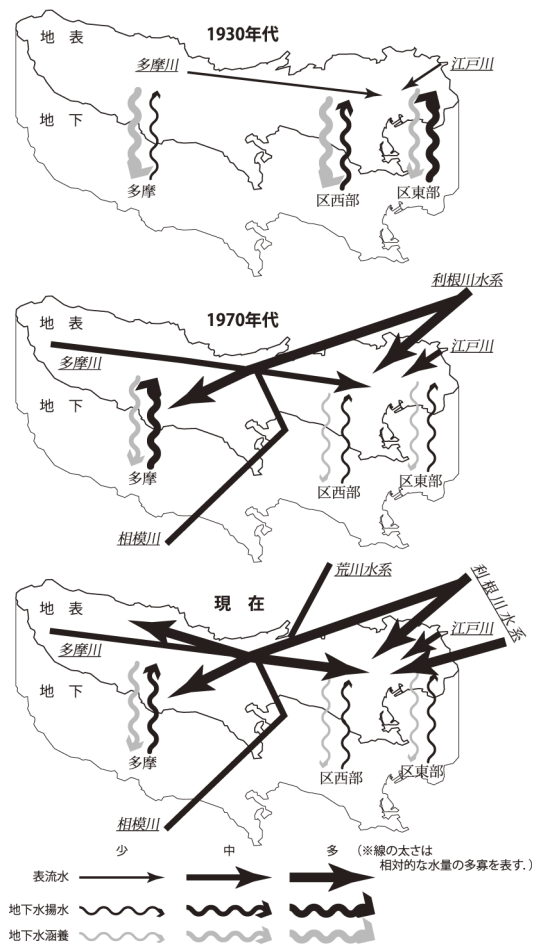 1930年代
地 表
多摩川
江戸川
地 下
多摩
区西部
区東部
利根川水系
1970年代
地 表
多摩川
江戸川
地 下
多摩
区西部
区東部
相模川
荒川水系
利根川水系
現 在
地 表
多摩川
江戸川
地 下
多摩
区西部
区東部
相模川
少 中 多 (※線の太さは
相対的な水量の多寡を表す.)
表流水
地下水揚水
地下水涵養